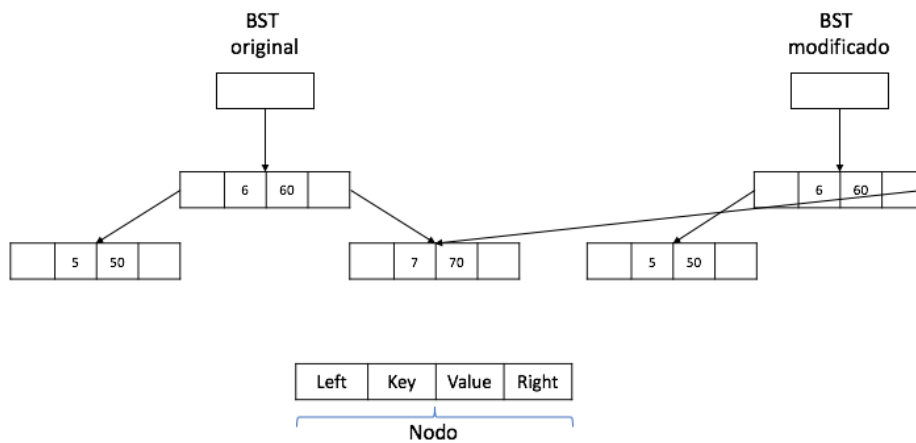 BST
original
BST
modificado
6 60
6 60
5 50
7 70
5 50
Left Key Value Right
Nodo